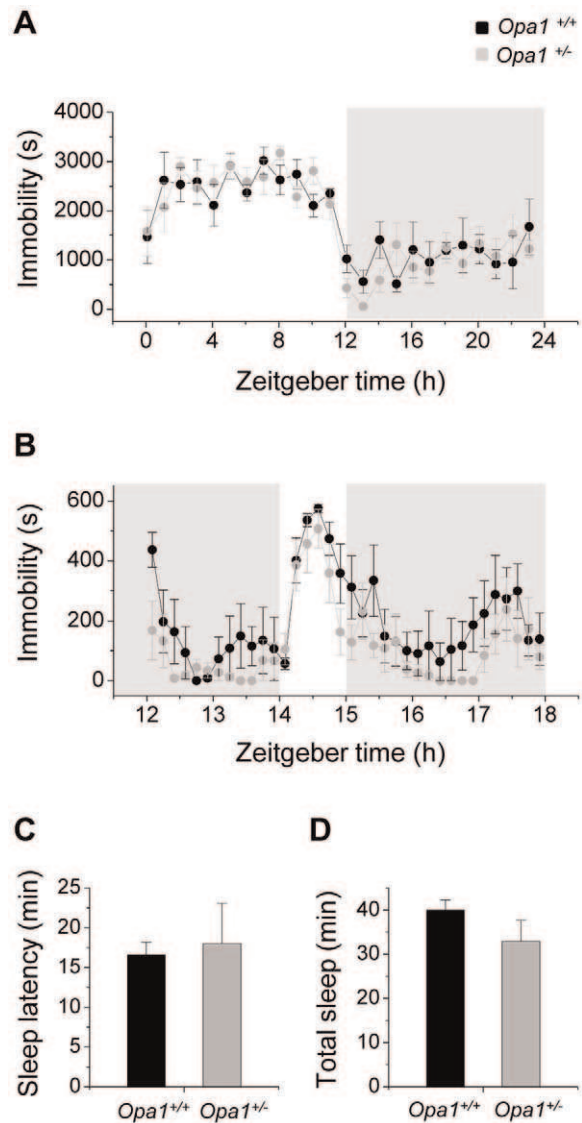 A
Opa1 +/+
Opa1 +/-
4000
3000
2000
1000
0
Immobility (s)
0 4 8 12 16 20 24
Zeitgeber time (h)
B
600
400
200
0
Immobility (s)
12 13 14 15 16 17 18
Zeitgeber time (h)
C
25
20
15
10
5
0
Sleep latency (min)
Opa1+/+ Opa1+/-
D
40
30
20
10
0
Total sleep (min)
Opa1+/+ Opa1+/-